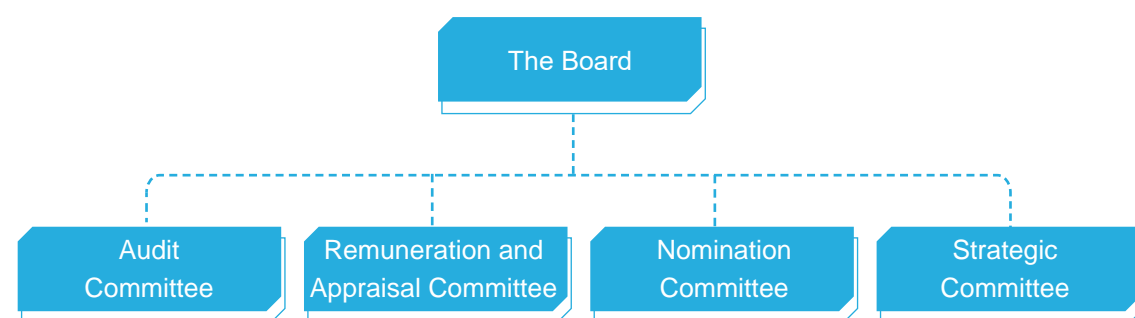 The Board
Audit
Committee
Remuneration and
Appraisal Committee
Nomination
Committee
Strategic
Committee